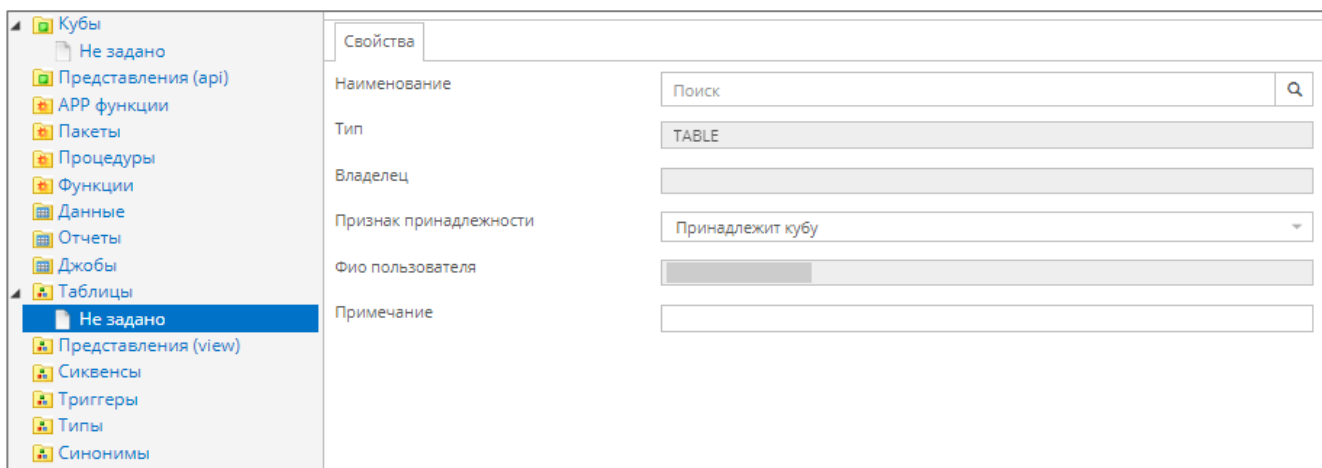 Кубы
Не задано
Представления (api)
APP функции
Пакеты
Процедуры
Функции
Данные
Отчеты
Джобы
Таблицы
Не задано
Представления (view)
Сиквенсы
Триггеры
Типы
Синонимы
Свойства
Наименование
Поиск
Тип
TABLE
Владелец
Признак принадлежности
Принадлежит кубу
Фио пользователя
Примечание